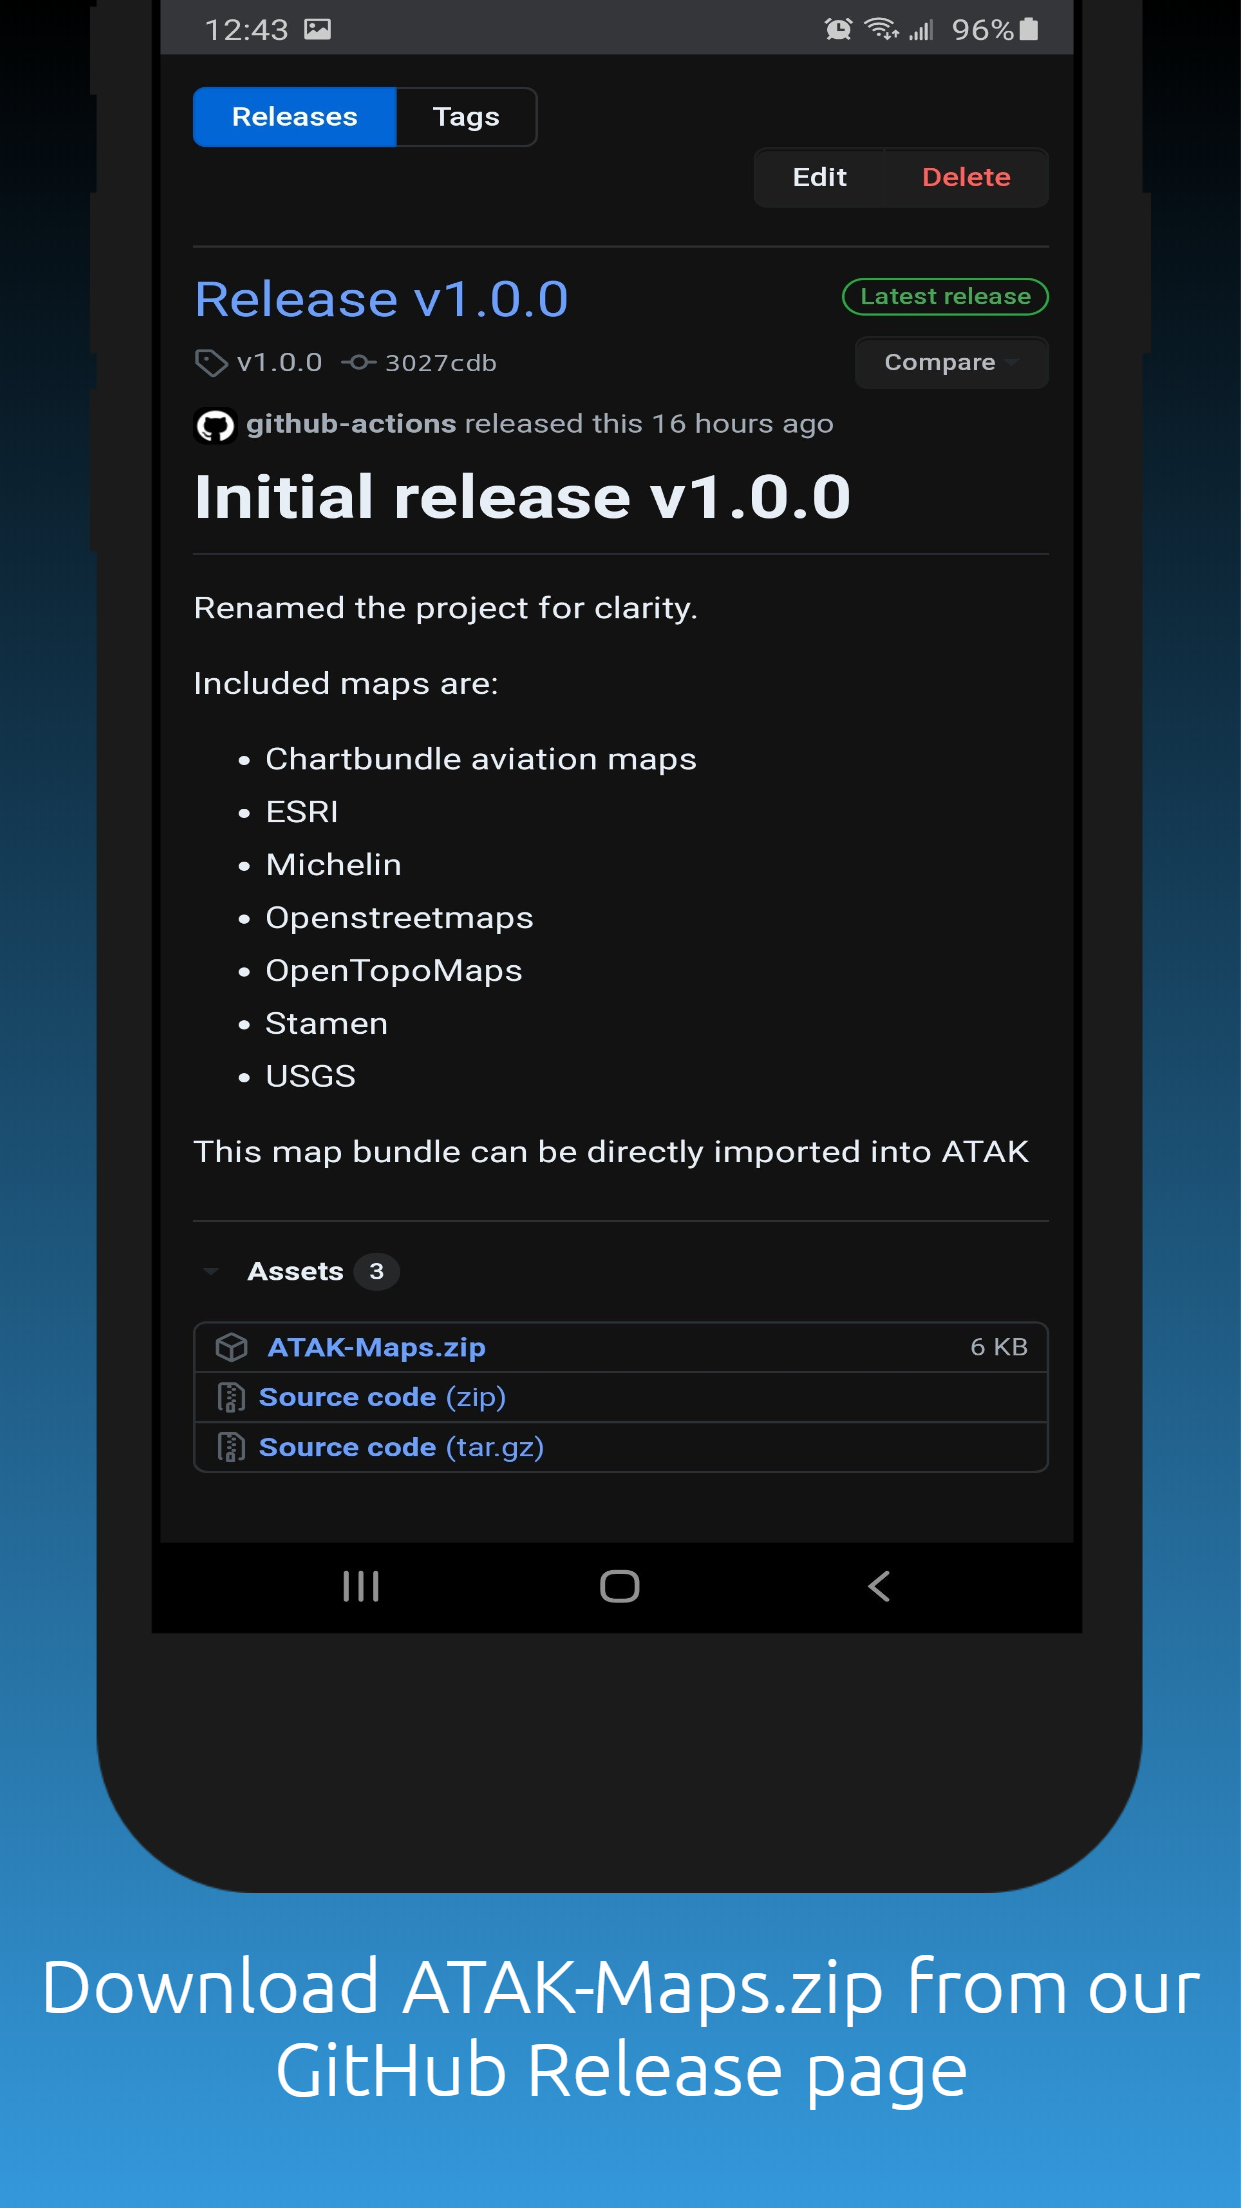 12:43 96%
Releases Tags
Edit Delete
Release v1.0.0 Latest release
v1.0.0 3027cdb Compare
github-actions released this 16 hours ago
Initial release v1.0.0
Renamed the project for clarity.
Included maps are:
• Chartbundle aviation maps
• ESRI
• Michelin
• Openstreetmaps
• OpenTopoMaps
• Stamen
• USGS
This map bundle can be directly imported into ATAK
Assets 3
ATAK-Maps.zip 6 KB
Source code (zip)
Source code (tar.gz)
Download ATAK-Maps.zip from our
GitHub Release page